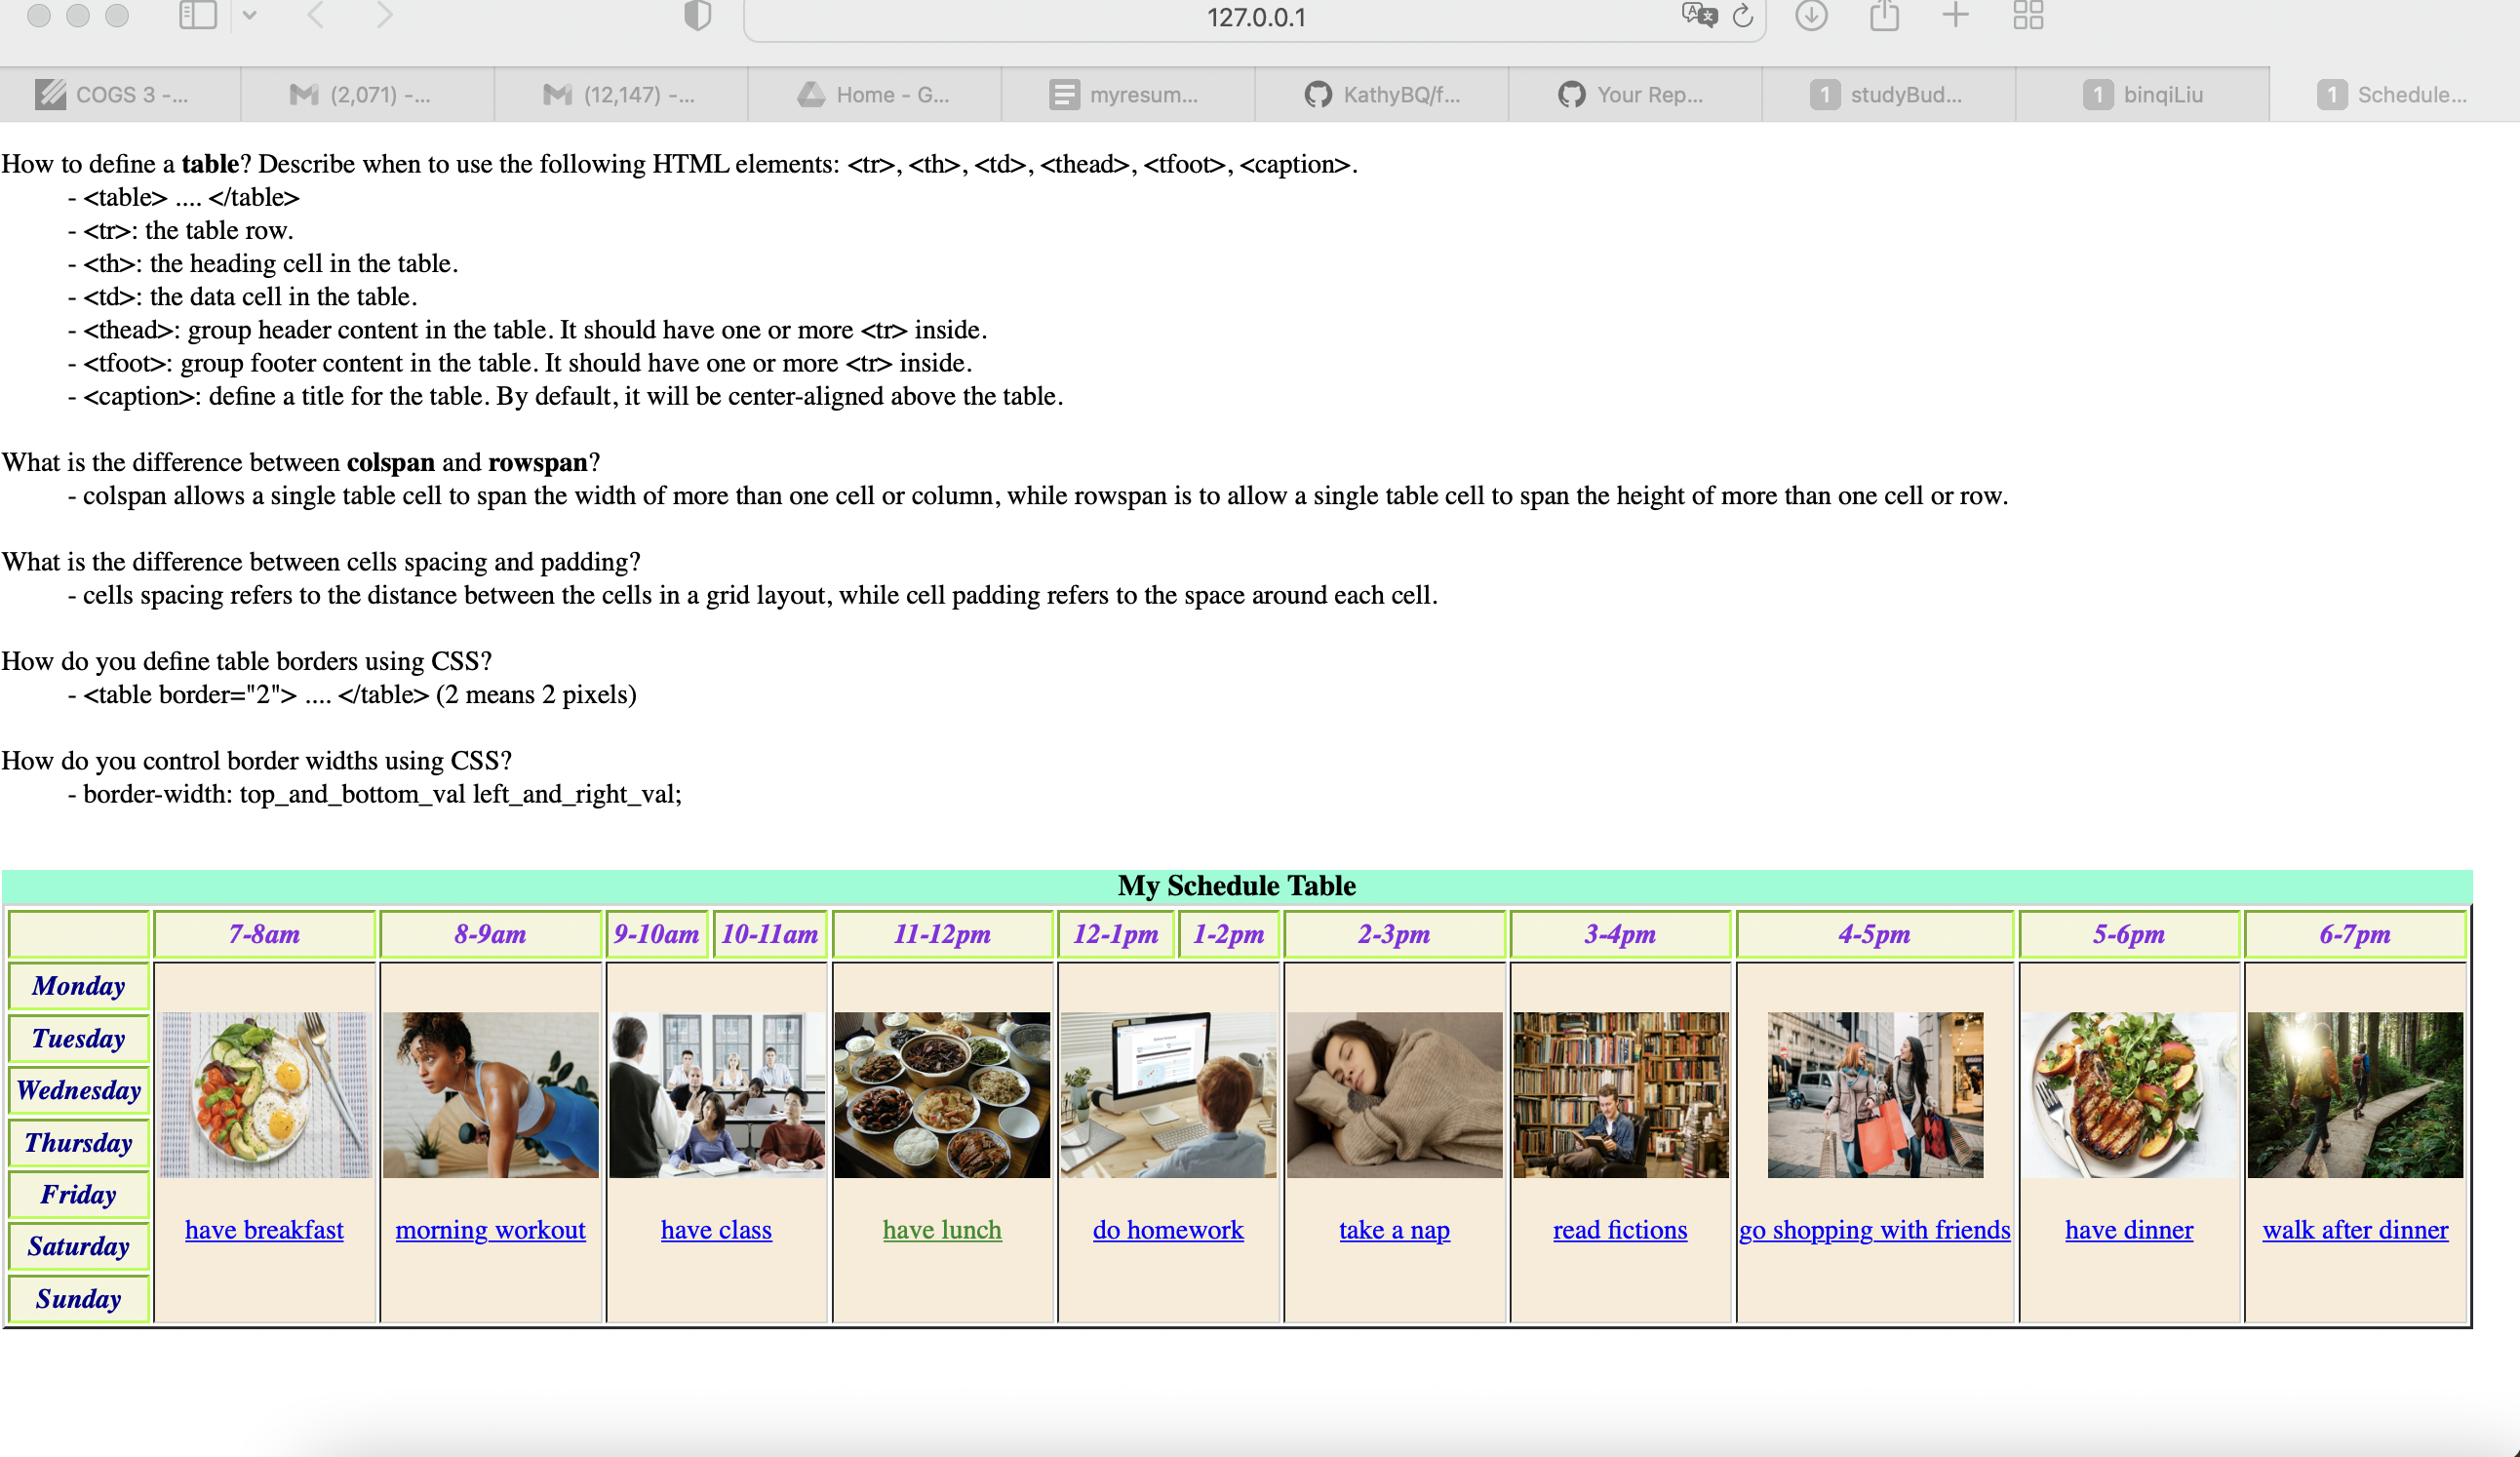 127.0.0.1
COGS 3 -...
(2,071) -...
(12,147) -...
Home - G...
myresum...
KathyBQ/f...
Your Rep...
1 studyBud...
1 binqiLiu
1 Schedule...
How to define a table? Describe when to use the following HTML elements: <tr>, <th>, <td>, <thead>, <tfoot>, <caption>.
- <table> .... </table>
- <tr>: the table row.
- <th>: the heading cell in the table.
- <td>: the data cell in the table.
- <thead>: group header content in the table. It should have one or more <tr> inside.
- <tfoot>: group footer content in the table. It should have one or more <tr> inside.
- <caption>: define a title for the table. By default, it will be center-aligned above the table.
What is the difference between colspan and rowspan?
- colspan allows a single table cell to span the width of more than one cell or column, while rowspan is to allow a single table cell to span the height of more than one cell or row.
What is the difference between cells spacing and padding?
- cells spacing refers to the distance between the cells in a grid layout, while cell padding refers to the space around each cell.
How do you define table borders using CSS?
- <table border="2"> .... </table> (2 means 2 pixels)
How do you control border widths using CSS?
- border-width: top_and_bottom_val left_and_right_val;
My Schedule Table
7-8am 8-9am 9-10am 10-11am 11-12pm 12-1pm 1-2pm 2-3pm 3-4pm 4-5pm 5-6pm 6-7pm
Monday
Tuesday
Wednesday
Thursday
Friday
Saturday
Sunday
have breakfast
morning workout
have class
have lunch
do homework
take a nap
read fictions
go shopping with friends
have dinner
walk after dinner